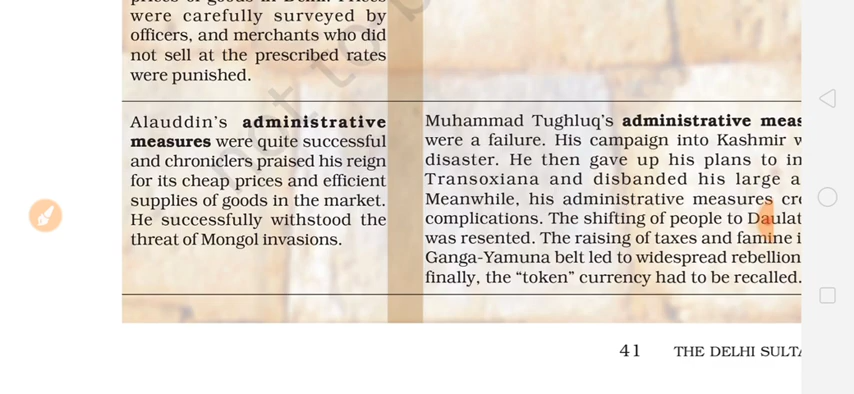 were carefully surveyed by
officers, and merchants who did
not sell at the prescribed rates
were punished.
Alauddin's administrative
measures were quite successful
and chroniclers praised his reign
for its cheap prices and efficient
supplies of goods in the market.
He successfully withstood the
threat of Mongol invasions.
Muhammad Tughluq's administrative meas
were a failure. His campaign into Kashmir w
disaster. He then gave up his plans to in
Transoxiana and disbanded his large a
Meanwhile, his administrative measures cre
complications. The shifting of people to Daulat
was resented. The raising of taxes and famine i
Ganga-Yamuna belt led to widespread rebellion
finally, the “token” currency had to be recalled.
41 THE DELHI SULTA